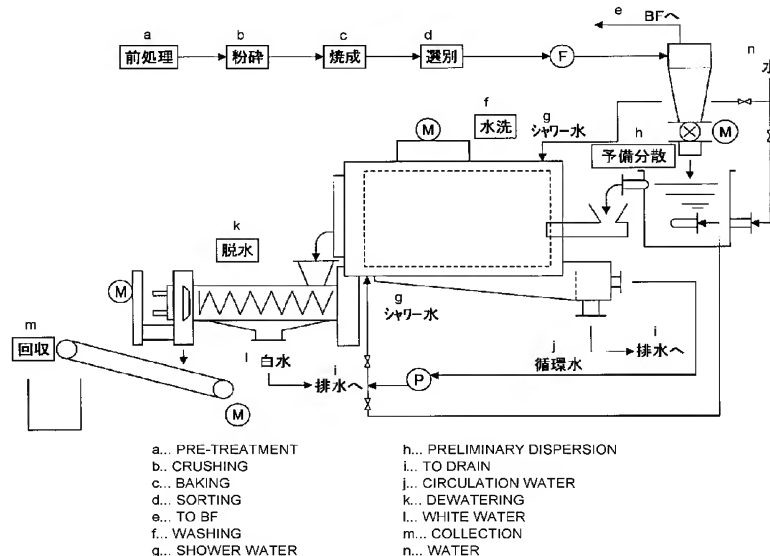 e
BFへ
a
前処理
b
粉砕
c
焼成
d
選別
F
n
水
f
水洗
M
g
シャワー水
h
予備分散
M
k
脱水
M
g
シャワー水
m
回収
l 白水
i
排水へ
P
j
循環水
l
i
排水へ
M
a... PRE-TREATMENT
b.. CRUSHING
c... BAKING
d... SORTING
e... TO BF
f... WASHING
g... SHOWER WATER
h... PRELIMINARY DISPERSION
i... TO DRAIN
j... CIRCULATION WATER
k... DEWATERING
l... WHITE WATER
m... COLLECTION
n... WATER